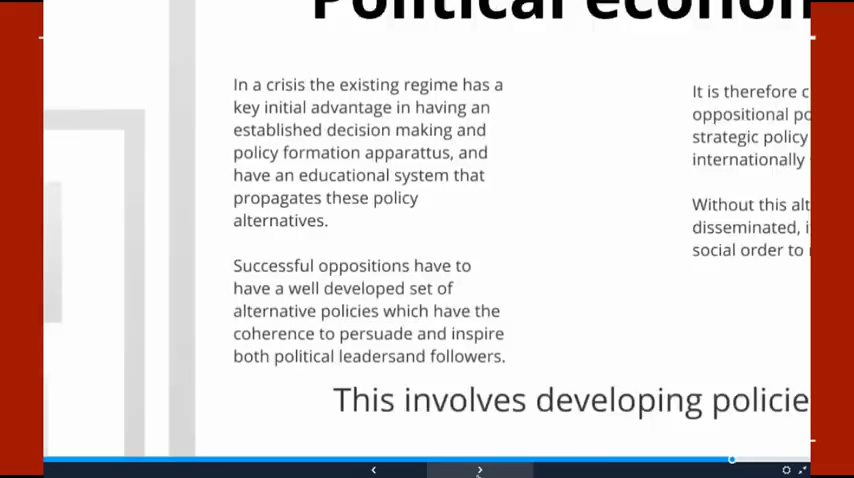 Political econom
In a crisis the existing regime has a
key initial advantage in having an
established decision making and
policy formation apparattus, and
have an educational system that
propagates these policy
alternatives.
Successful oppositions have to
have a well developed set of
alternative policies which have the
coherence to persuade and inspire
both political leadersand followers.
It is therefore c
oppositional po
strategic policy
internationally
Without this alt
disseminated, i
social order to
This involves developing policie